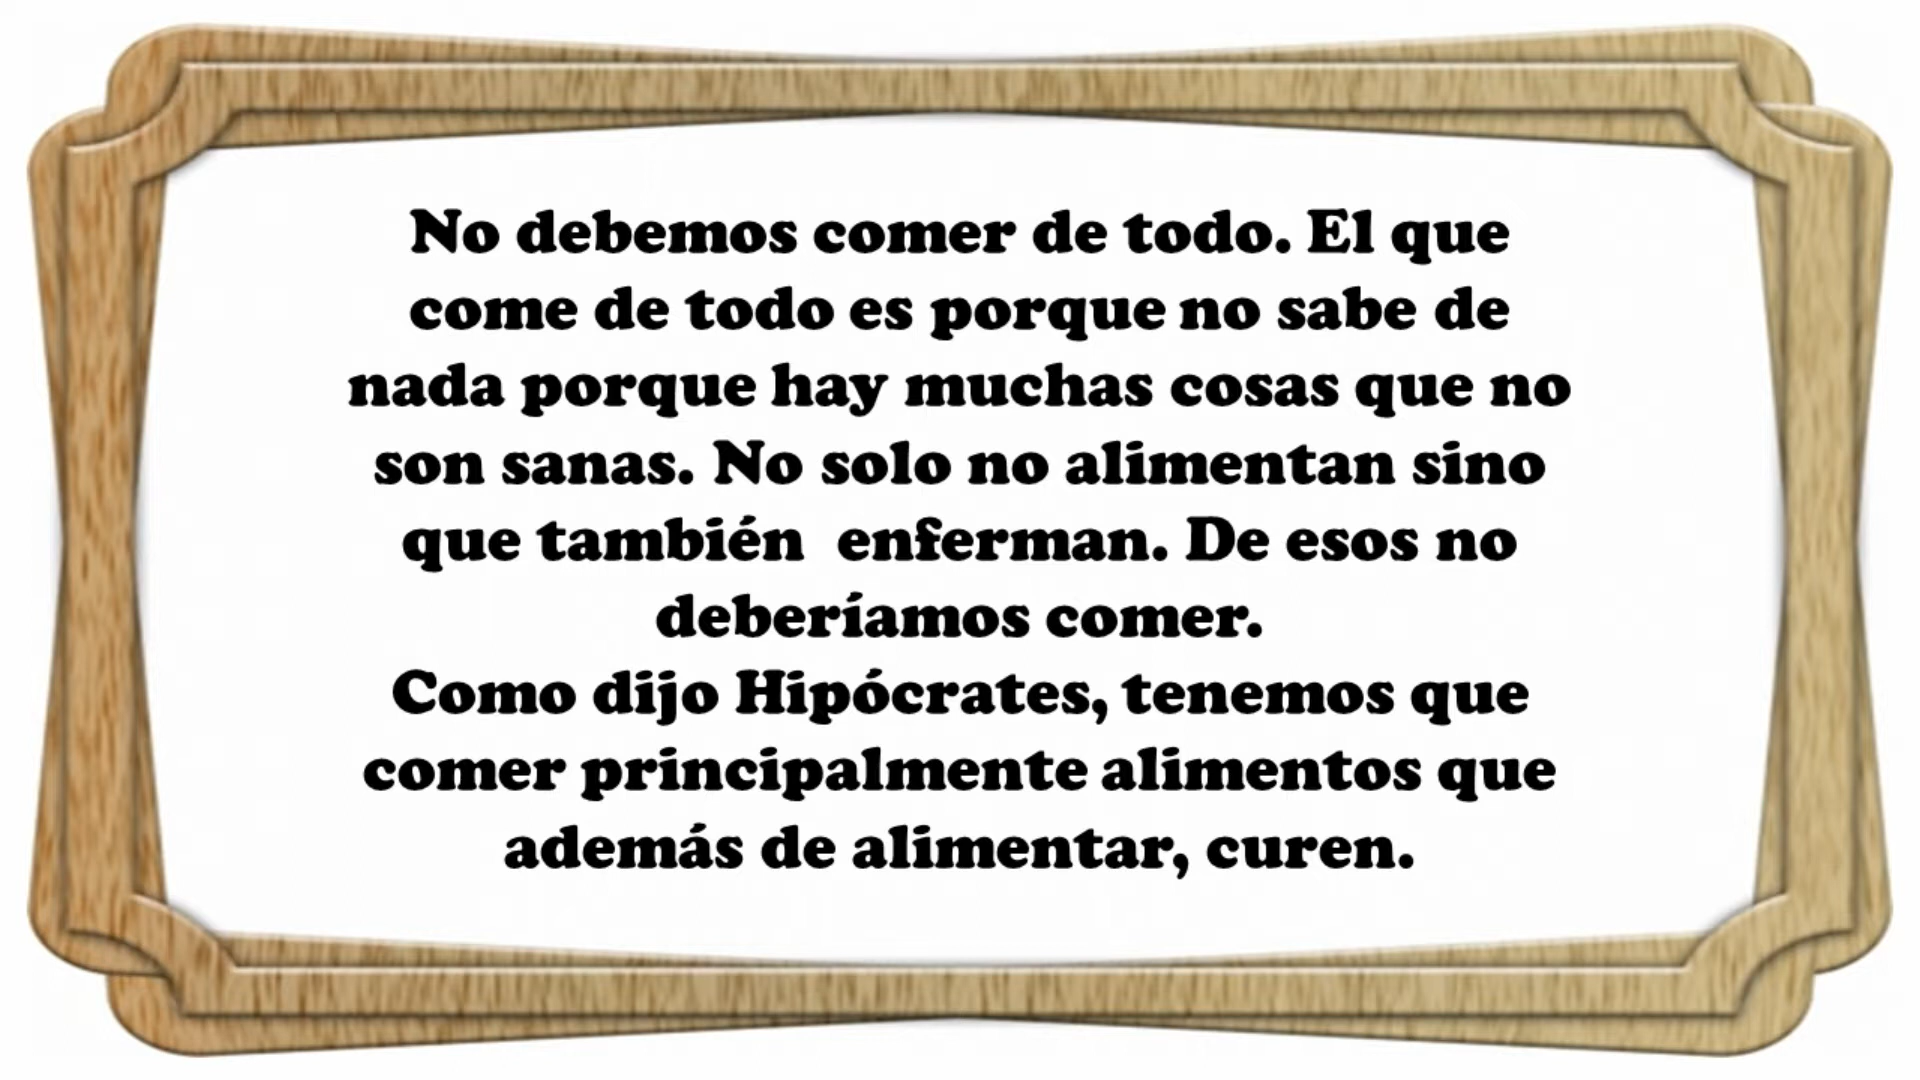 No debemos comer de todo. El que
come de todo es porque no sabe de
nada porque hay muchas cosas que no
son sanas. No solo no alimentan sino
que también  enferman. De esos no
deberíamos comer.
Como dijo Hipócrates, tenemos que
comer principalmente alimentos que
además de alimentar, curen.